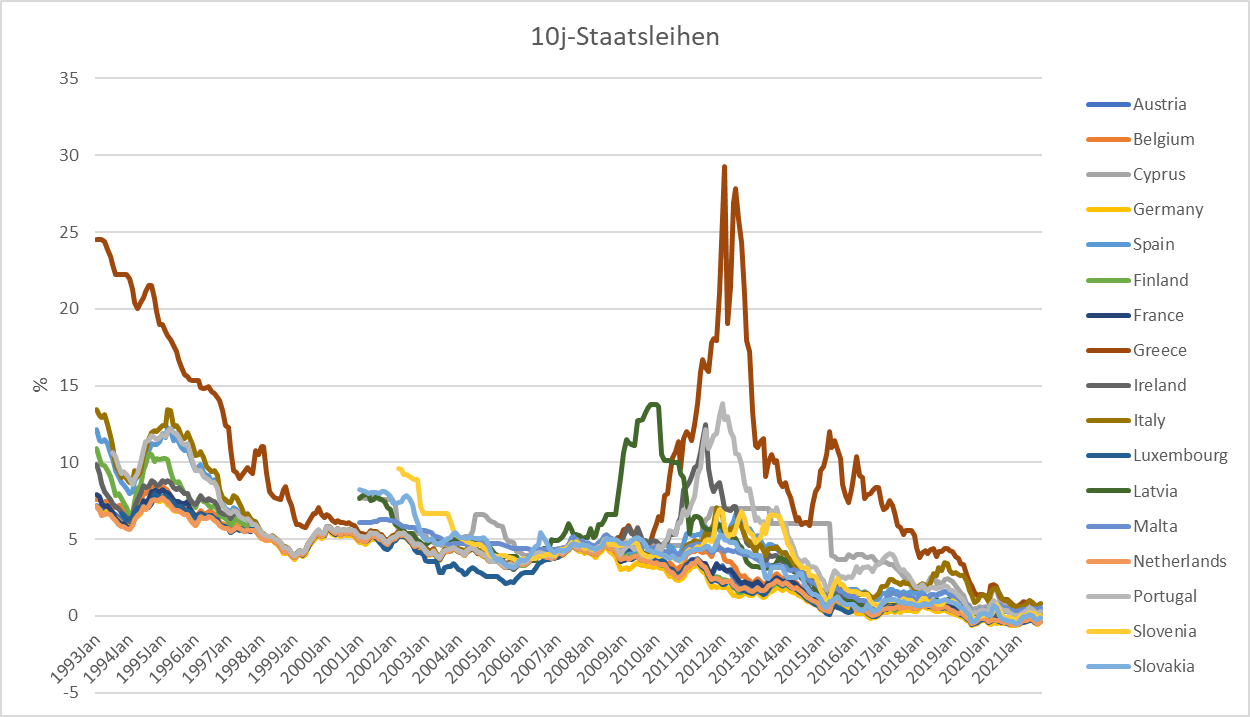 10j-Staatsleihen
35
30
25
20
15
10
5
0
-5
%
1993Jan
1994Jan
1995Jan
1996Jan
1997Jan
1998Jan
1999Jan
2000Jan
2001Jan
2002Jan
2003Jan
2004Jan
2005Jan
2006Jan
2007Jan
2008Jan
2009Jan
2010Jan
2011Jan
2012Jan
2013Jan
2014Jan
2015Jan
2016Jan
2017Jan
2018Jan
2019Jan
2020Jan
2021Jan
Austria
Belgium
Cyprus
Germany
Spain
Finland
France
Greece
Ireland
Italy
Luxembourg
Latvia
Malta
Netherlands
Portugal
Slovenia
Slovakia